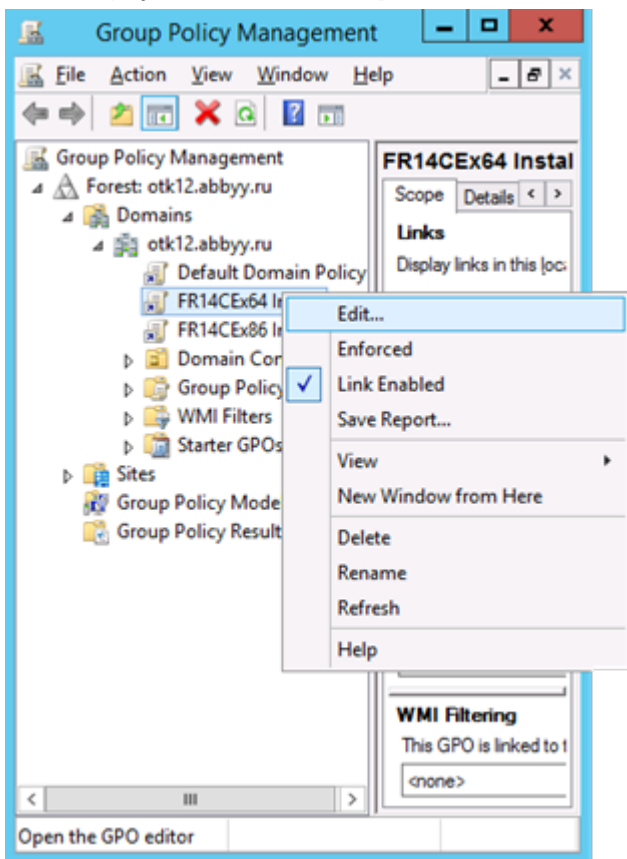 Group Policy Management
File Action View Window Help
Group Policy Management
Forest: otk12.abbyy.ru
Domains
otk12.abbyy.ru
Default Domain Policy
FR14CEx64 I
FR14CEx86 I
Domain Con
Group Policy
WMI Filters
Starter GPOs
Sites
Group Policy Mode
Group Policy Result
FR14CEx64 Instal
Scope Details
Links
Display links in this loc
Edit...
Enforced
Link Enabled
Save Report...
View
New Window from Here
Delete
Rename
Refresh
Help
WMI Filtering
This GPO is linked to t
<none>
Open the GPO editor